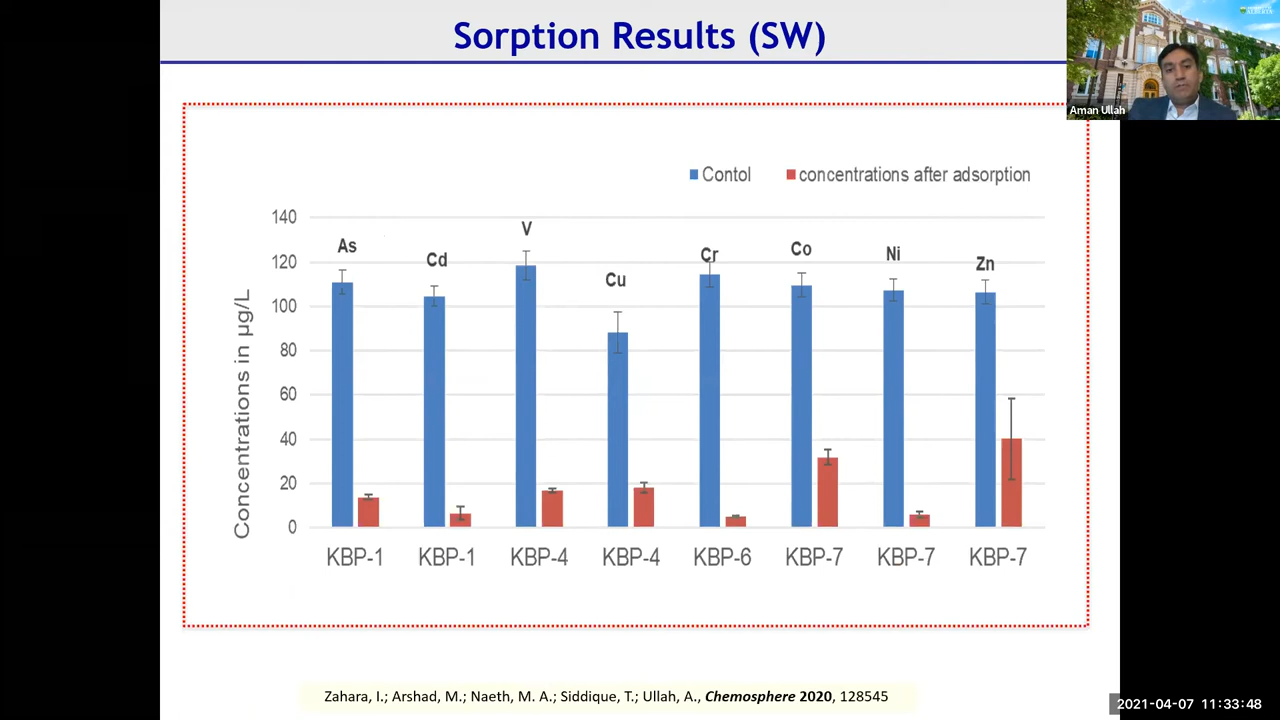 Sorption Results (SW)
ALBERTA
Aman Ullah
Contol
concentrations after adsorption
Concentrations in µg/L
140
120
100
80
60
40
20
0
As
Cd
V
Cu
Cr
Co
Ni
Zn
KBP-1 KBP-1 KBP-4 KBP-4 KBP-6 KBP-7 KBP-7 KBP-7
Zahara, I.; Arshad, M.; Naeth, M. A.; Siddique, T.; Ullah, A., Chemosphere 2020, 128545
2021-04-07 11:33:48